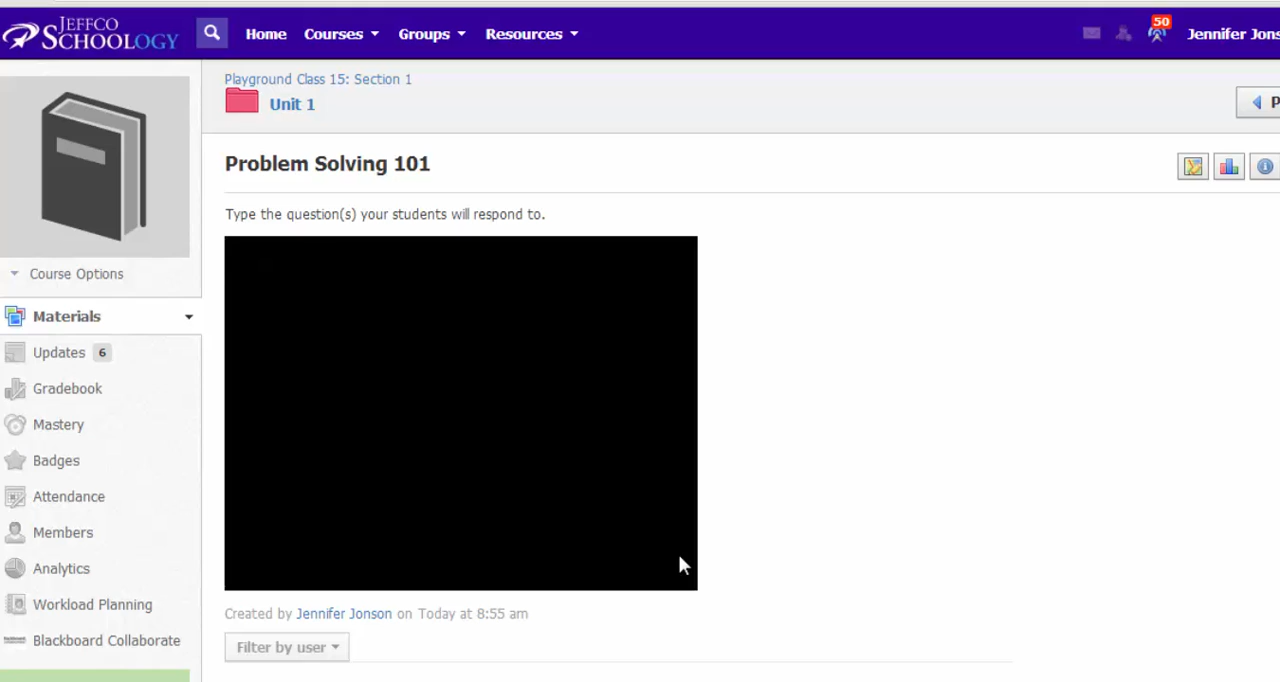 JEFFCO
SCHOOLOGY
Home Courses Groups Resources
50
Jennifer Jons
Playground Class 15: Section 1
Unit 1
P
Problem Solving 101
Type the question(s) your students will respond to.
Course Options
Materials
Updates 6
Gradebook
Mastery
Badges
Attendance
Members
Analytics
Workload Planning
Blackboard Collaborate
Created by Jennifer Jonson on Today at 8:55 am
Filter by user